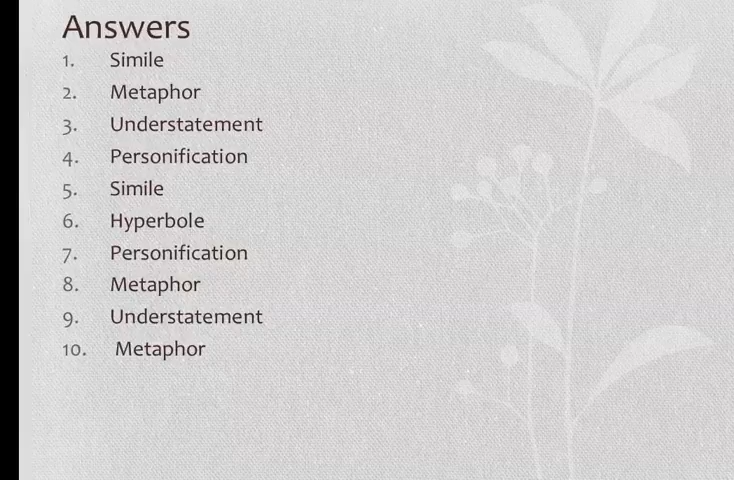 Answers
1. Simile
2. Metaphor
3. Understatement
4. Personification
5. Simile
6. Hyperbole
7. Personification
8. Metaphor
9. Understatement
10. Metaphor